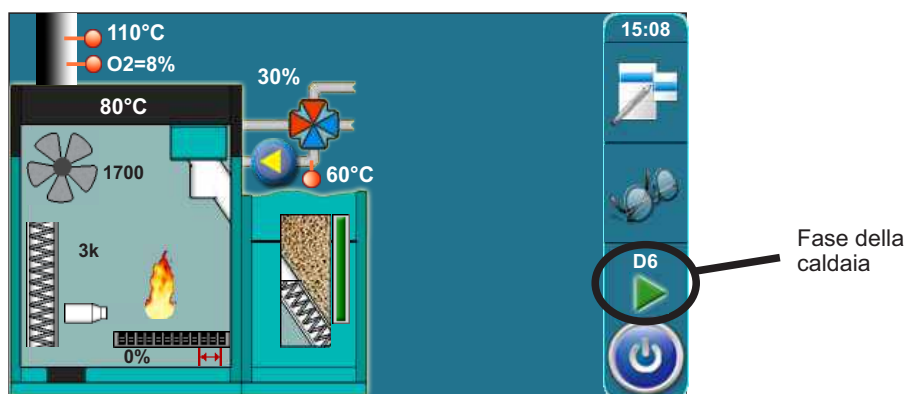 110°C
O2=8%
80°C
30%
1700
60°C
3k
0%
15:08
D6
Fase della
caldaia